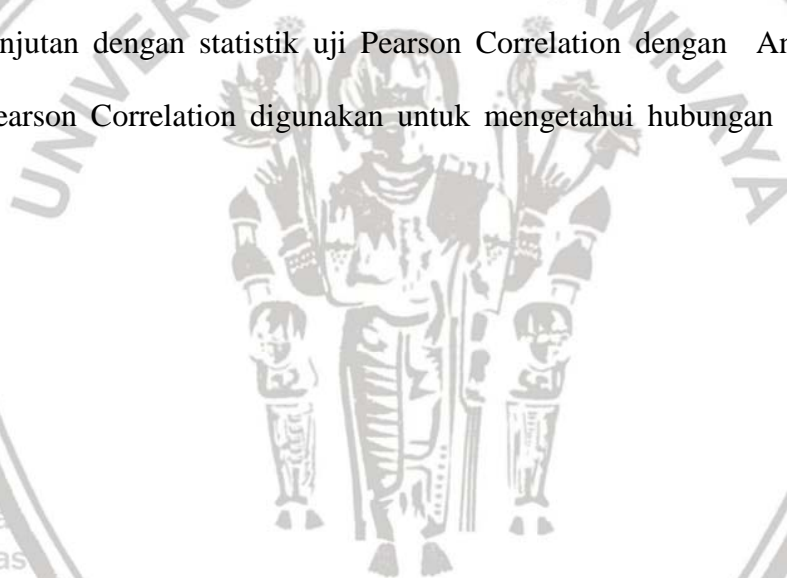 njutan dengan statistik uji Pearson Correlation dengan An
earson Correlation digunakan untuk mengetahui hubungan